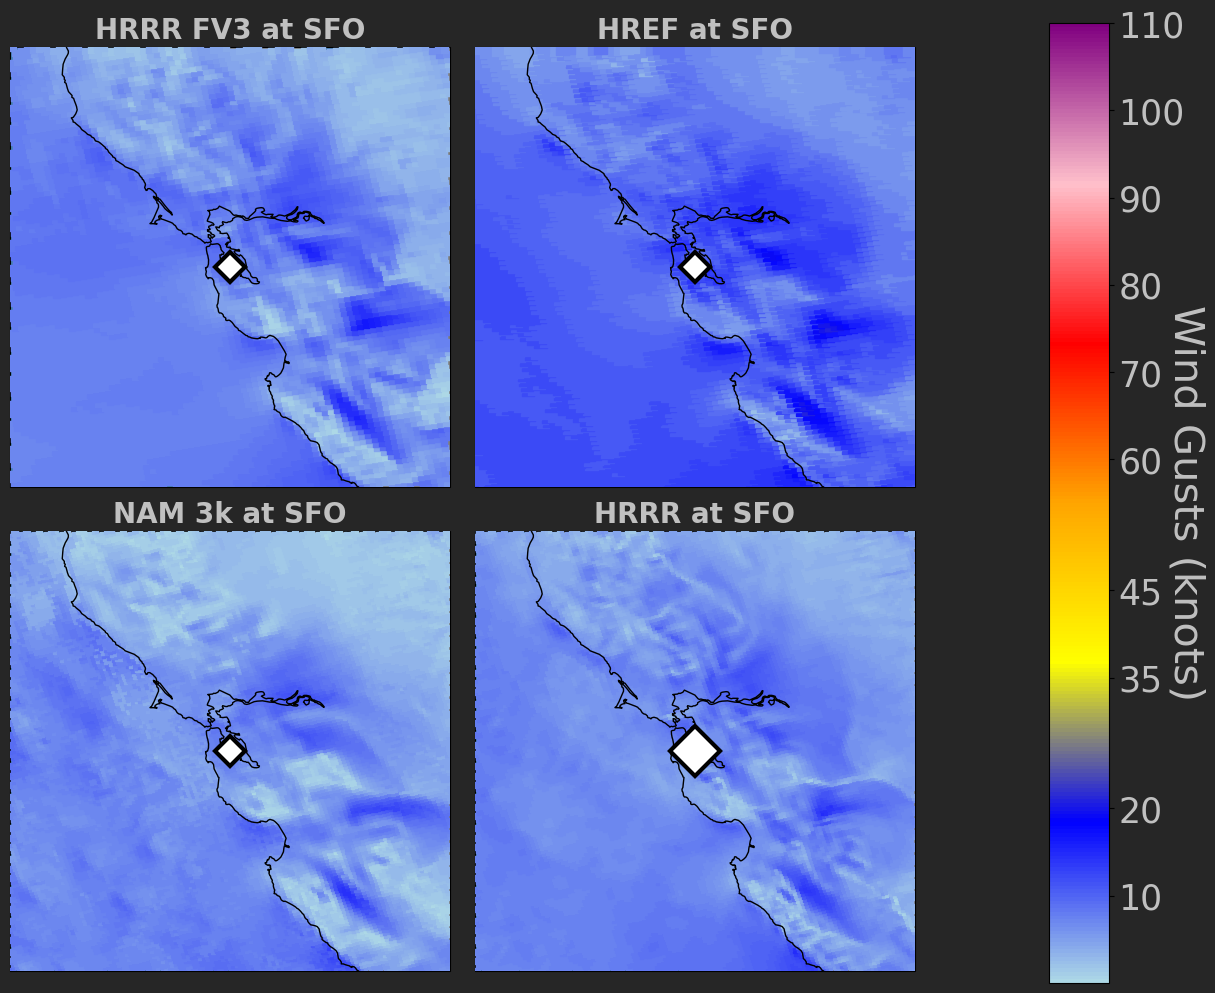 HRRR FV3 at SFO
HREF at SFO
NAM 3k at SFO
HRRR at SFO
110
100
90
80
70
60
45
35
20
10
Wind Gusts (knots)